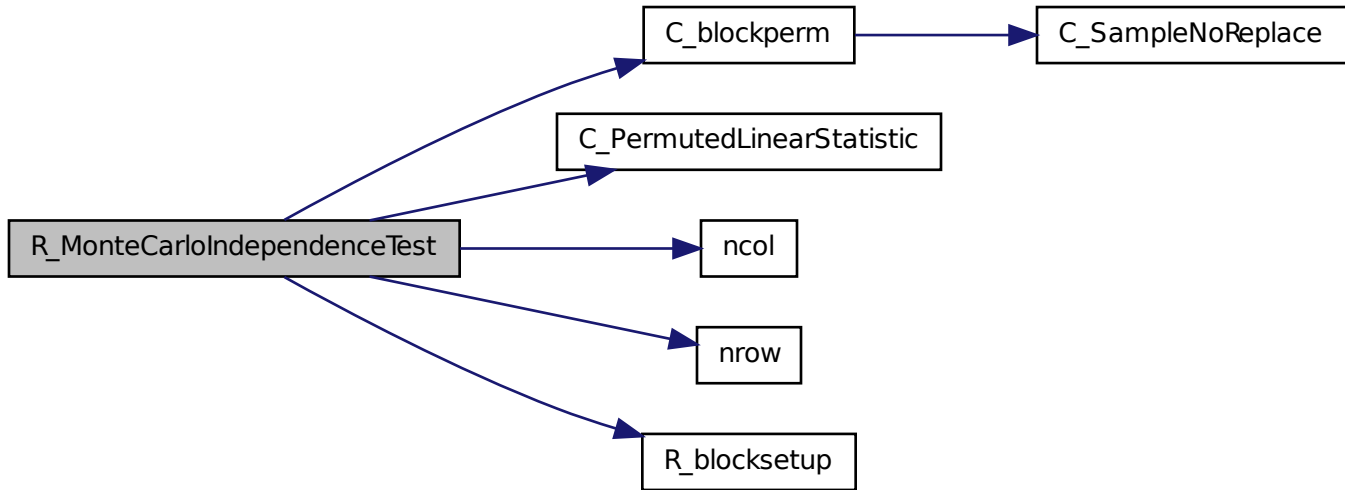 C_blockperm
C_SampleNoReplace
C_PermutedLinearStatistic
R_MonteCarloIndependenceTest
ncol
nrow
R_blocksetup